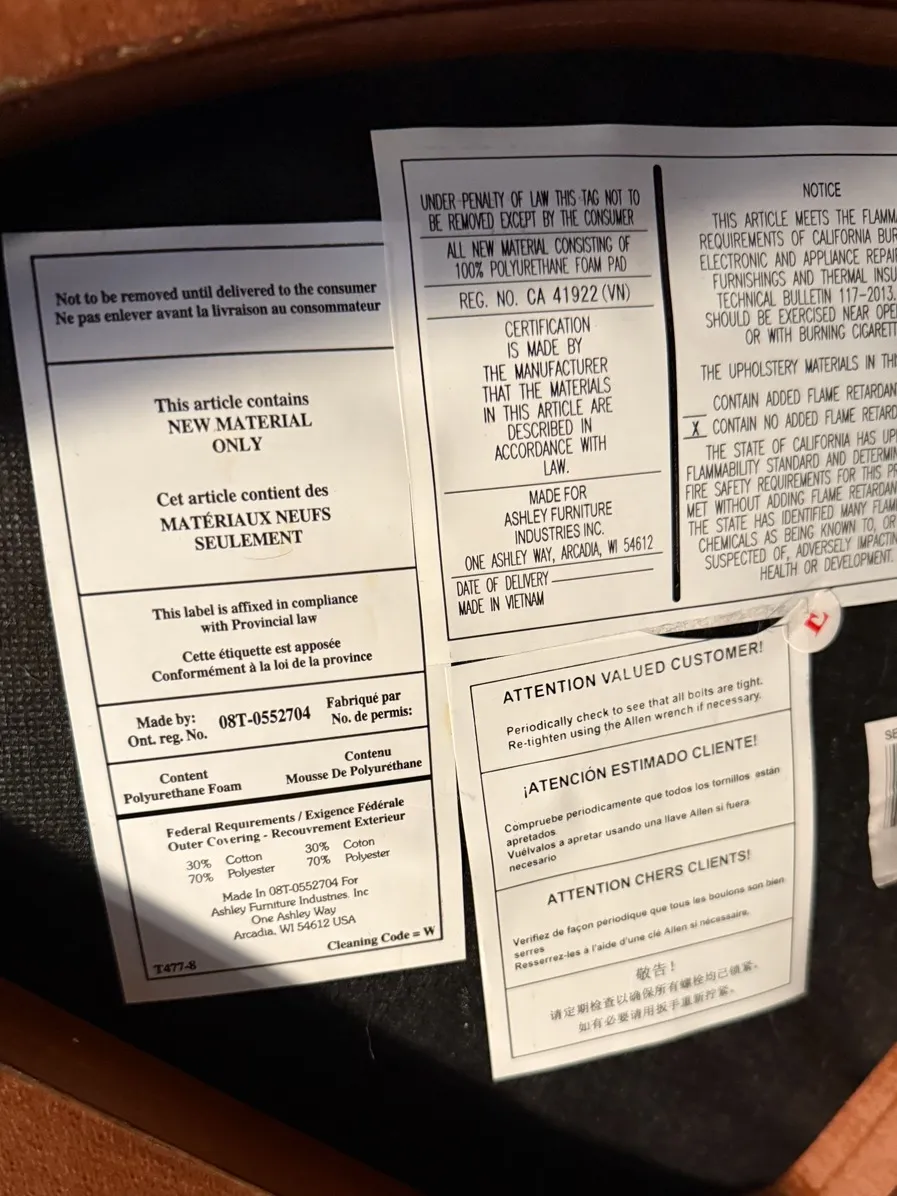 Not to be removed until delivered to the consumer
Ne pas enlever avant la livraison au consommateur
This article contains
NEW MATERIAL
ONLY
Cet article contient des
MATÉRIAUX NEUFS
SEULEMENT
This label is affixed in compliance
with Provincial law
Cette étiquette est apposée
Conformément à la loi de la province
Made by: 08T-0552704 Fabriqué par
Ont. reg. No. No. de permis:
Content Contenu
Polyurethane Foam Mousse De Polyuréthane
Federal Requirements / Exigence Fédérale
Outer Covering - Recouvrement Exterieur
30% Cotton 30% Coton
70% Polyester 70% Polyester
Made In 08T-0552704 For
Ashley Furniture Industries, Inc
One Ashley Way
Arcadia, WI 54612 USA
Cleaning Code = W
T477-8
UNDER PENALTY OF LAW THIS TAG NOT TO
BE REMOVED EXCEPT BY THE CONSUMER
ALL NEW MATERIAL CONSISTING OF
100% POLYURETHANE FOAM PAD
REG. NO. CA 41922 (VN)
CERTIFICATION
IS MADE BY
THE MANUFACTURER
THAT THE MATERIALS
IN THIS ARTICLE ARE
DESCRIBED IN
ACCORDANCE WITH
LAW.
MADE FOR
ASHLEY FURNITURE
INDUSTRIES INC.
ONE ASHLEY WAY, ARCADIA, WI 54612
DATE OF DELIVERY
MADE IN VIETNAM
NOTICE
THIS ARTICLE MEETS THE FLAMMA
REQUIREMENTS OF CALIFORNIA BUR
ELECTRONIC AND APPLIANCE REPAI
FURNISHINGS AND THERMAL INSU
TECHNICAL BULLETIN 117-2013.
SHOULD BE EXERCISED NEAR OPE
OR WITH BURNING CIGARETT
THE UPHOLSTERY MATERIALS IN THI
CONTAIN ADDED FLAME RETARDAN
X CONTAIN NO ADDED FLAME RETARD
THE STATE OF CALIFORNIA HAS UP
FLAMMABILITY STANDARD AND DETERMIN
FIRE SAFETY REQUIREMENTS FOR THIS PR
MET WITHOUT ADDING FLAME RETARDAN
THE STATE HAS IDENTIFIED MANY FLAM
CHEMICALS AS BEING KNOWN TO, OR
SUSPECTED OF, ADVERSELY IMPACTIN
HEALTH OR DEVELOPMENT.
E
ATTENTION VALUED CUSTOMER!
Periodically check to see that all bolts are tight.
Re-tighten using the Allen wrench if necessary.
¡ATENCIÓN ESTIMADO CLIENTE!
Compruebe periodicamente que todos los tornillos están
apretados
Vuélvalos a apretar usando una llave Allen si fuera
necesario
ATTENTION CHERS CLIENTS!
Verifiez de façon périodique que tous les boulons son bien
serres
Resserrez-les à l'aide d'une clé Allen si nécessaire.
敬告!
请定期检查以确保所有螺栓均已锁紧。
如有必要请用扳手重新拧紧。
SE